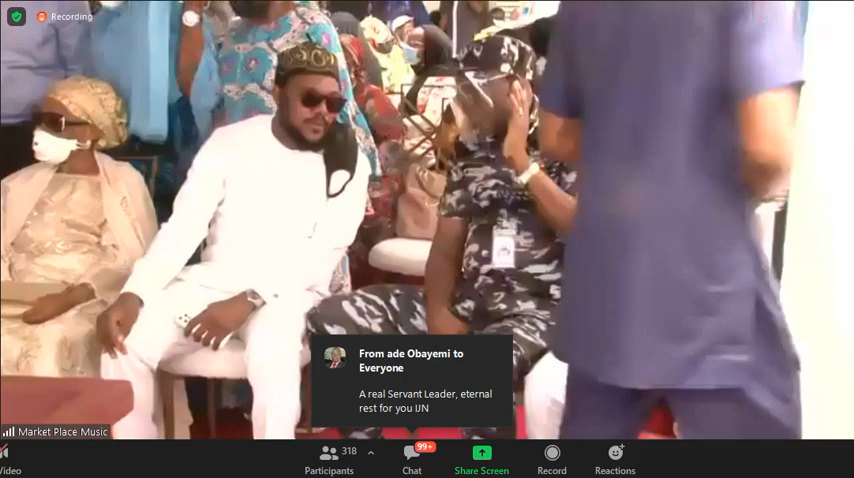 Recording
From ade Obayemi to
Everyone
A real Servant Leader, eternal
rest for you IJN
Market Place Music
Video
Participants
318
Chat
99+
Share Screen
Record
Reactions